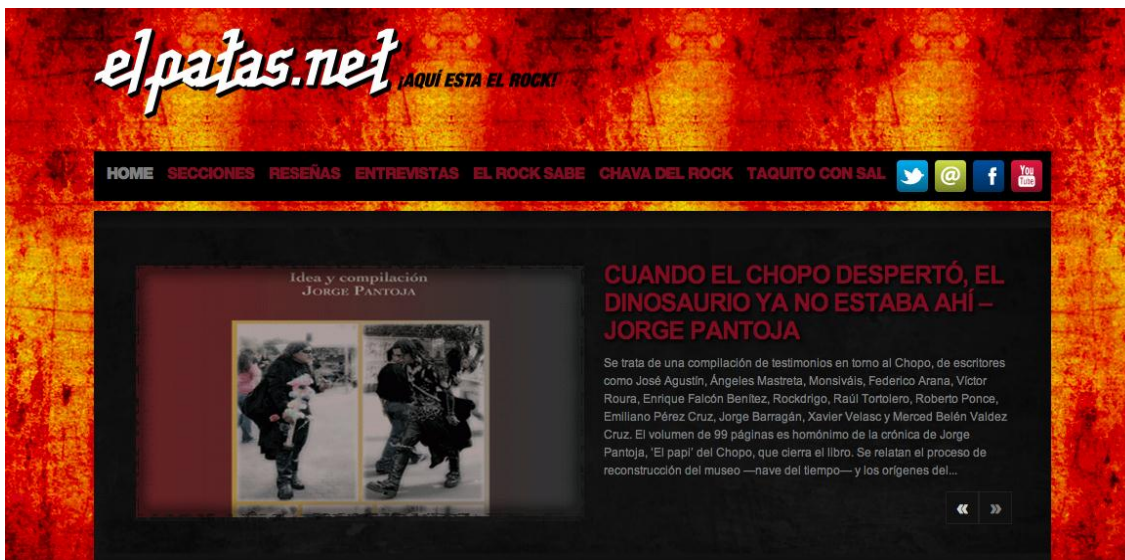 elpatas.net ¡AQUÍ ESTA EL ROCK!
HOME SECCIONES RESEÑAS ENTREVISTAS EL ROCK SABE CHAVA DEL ROCK TAQUITO CON SAL @ f You Tube
Idea y compilación
JORGE PANTOJA
CUANDO EL CHOPO DESPERTÓ, EL
DINOSAURIO YA NO ESTABA AHÍ –
JORGE PANTOJA
Se trata de una compilación de testimonios en torno al Chopo, de escritores
como José Agustín, Ángeles Mastreta, Monsiváis, Federico Arana, Víctor
Roura, Enrique Falcón Benítez, Rockdrigo, Raúl Tortolero, Roberto Ponce,
Emiliano Pérez Cruz, Jorge Barragán, Xavier Velasc y Merced Belén Valdez
Cruz. El volumen de 99 páginas es homónimo de la crónica de Jorge
Pantoja, 'El papi' del Chopo, que cierra el libro. Se relatan el proceso de
reconstrucción del museo —nave del tiempo— y los orígenes del...
« »